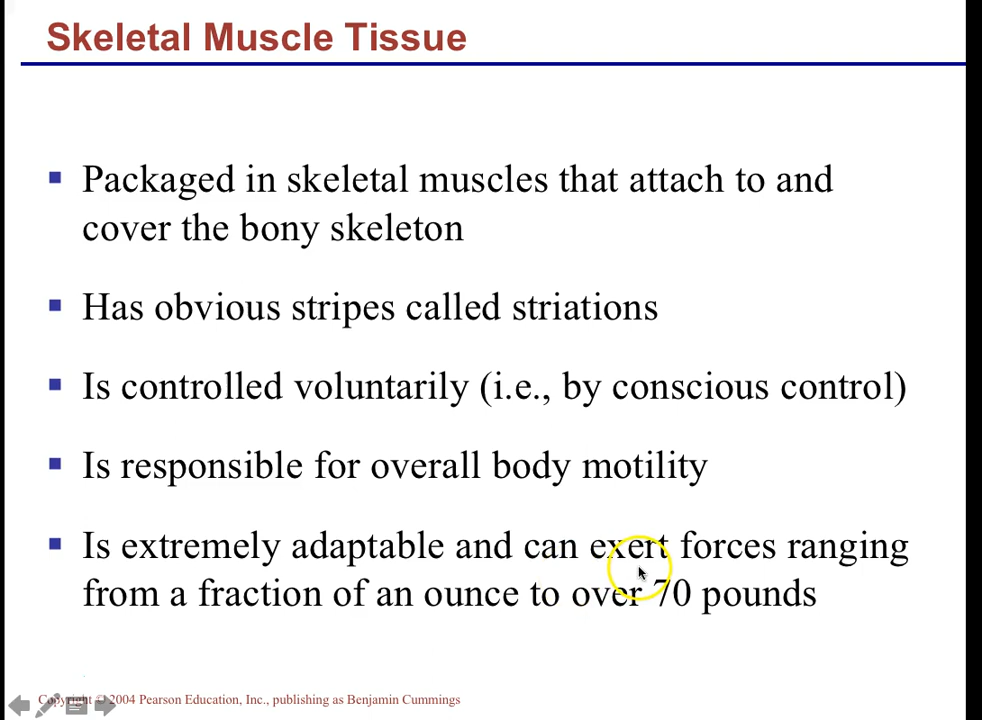 Skeletal Muscle Tissue
Packaged in skeletal muscles that attach to and
cover the bony skeleton
Has obvious stripes called striations
Is controlled voluntarily (i.e., by conscious control)
Is responsible for overall body motility
Is extremely adaptable and can exert forces ranging
from a fraction of an ounce to over 70 pounds
Copyright © 2004 Pearson Education, Inc., publishing as Benjamin Cummings